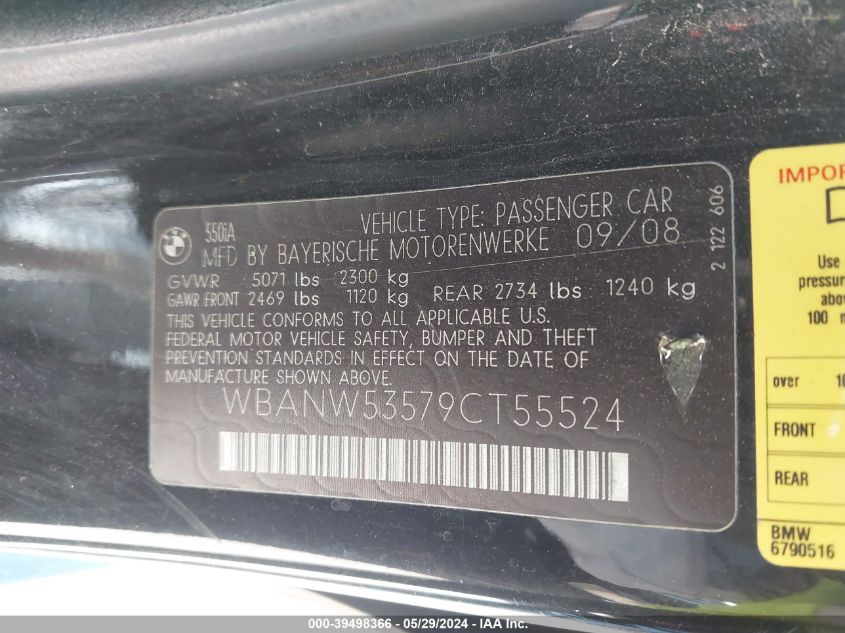 550iA
VEHICLE TYPE: PASSENGER CAR
MFD BY BAYERISCHE MOTORENWERKE 09/08
GVWR 5071 lbs 2300 kg
GAWR FRONT 2469 lbs 1120 kg REAR 2734 lbs 1240 kg
THIS VEHICLE CONFORMS TO ALL APPLICABLE U.S.
FEDERAL MOTOR VEHICLE SAFETY, BUMPER AND THEFT
PREVENTION STANDARDS IN EFFECT ON THE DATE OF
MANUFACTURE SHOWN ABOVE.
WBANW53579CT55524
2 122 606
IMPOR
Use
pressure
abov
100 m
over 10
FRONT
REAR
BMW
6790516
000-39498366 - 05/29/2024 - IAA Inc.